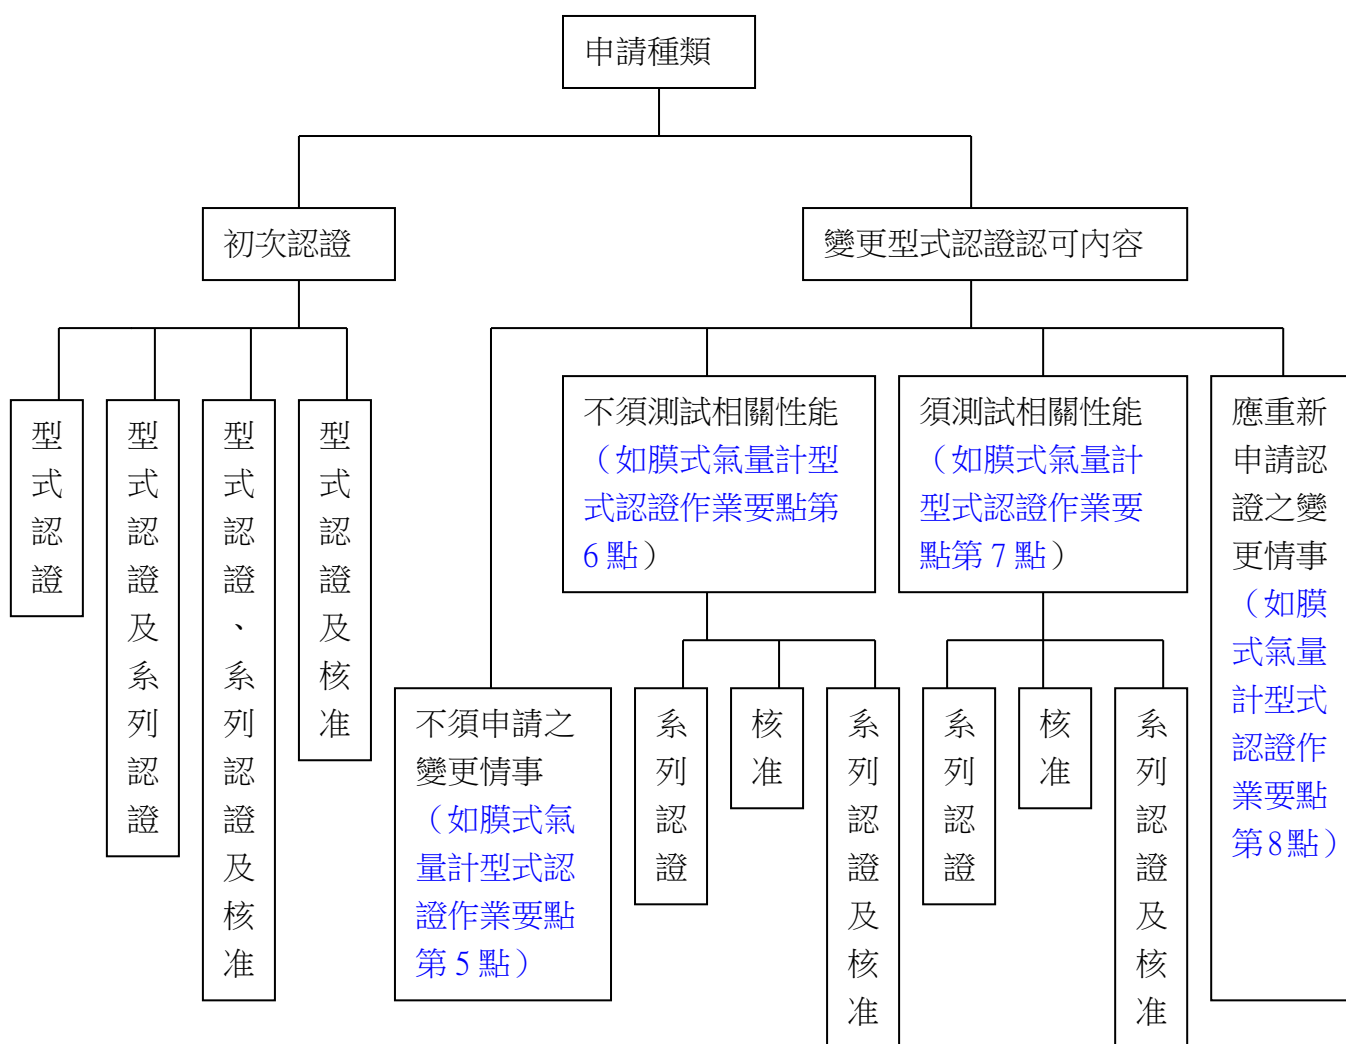 申請種類
初次認證
變更型式認證認可內容
型式認證
型式認證及系列認證
型式認證、系列認證及核准
型式認證及核准
不須申請之
變更情事
（如膜式氣
量計型式認
證作業要點
第 5 點）
不須測試相關性能
（如膜式氣量計型
式認證作業要點第
6 點）
系列認證
核准
系列認證及核准
須測試相關性能
（如膜式氣量計
型式認證作業要
點第 7 點）
系列認證
核准
系列認證及核准
應重新
申請認
證之變
更情事
（如膜
式氣量
計型式
認證作
業要點
第8點）